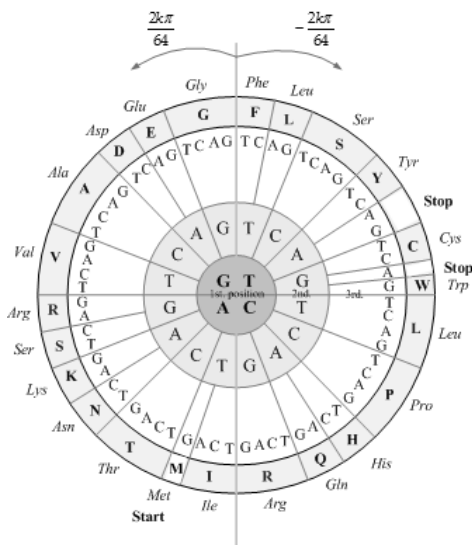 2kπ/64
− 2kπ/64
Phe
Leu
Ser
Tyr
Stop
Cys
Stop
Trp
Leu
Pro
His
Gln
Arg
Ile
Met
Start
Thr
Asn
Lys
Ser
Arg
Val
Ala
Asp
Glu
Gly
F L S Y C W L P H Q R I M T N K S R V A D E G
T C A G T C A G T C A G T C A G
T C A G T C A G T C A G T C A G
T C A G T C A G T C A G T C A G
T C A G T C A G T C A G T C A G
T C A G T C A G T C A G T C A G
G T
1st. position 2nd. 3rd.
A C